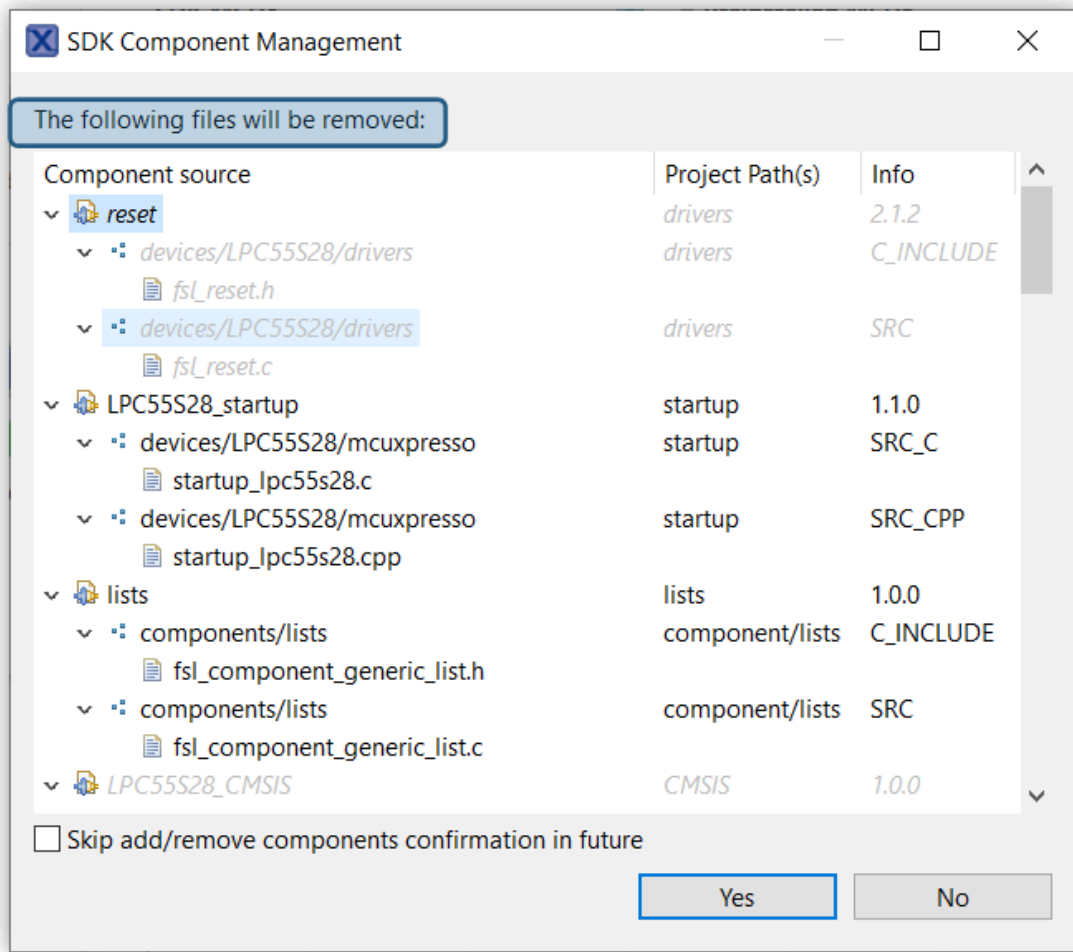 SDK Component Management
The following files will be removed:
Component source Project Path(s) Info
reset drivers 2.1.2
devices/LPC55S28/drivers drivers C_INCLUDE
fsl_reset.h
devices/LPC55S28/drivers drivers SRC
fsl_reset.c
LPC55S28_startup startup 1.1.0
devices/LPC55S28/mcuxpresso startup SRC_C
startup_lpc55s28.c
devices/LPC55S28/mcuxpresso startup SRC_CPP
startup_lpc55s28.cpp
lists lists 1.0.0
components/lists component/lists C_INCLUDE
fsl_component_generic_list.h
components/lists component/lists SRC
fsl_component_generic_list.c
LPC55S28_CMSIS CMSIS 1.0.0
Skip add/remove components confirmation in future
Yes No